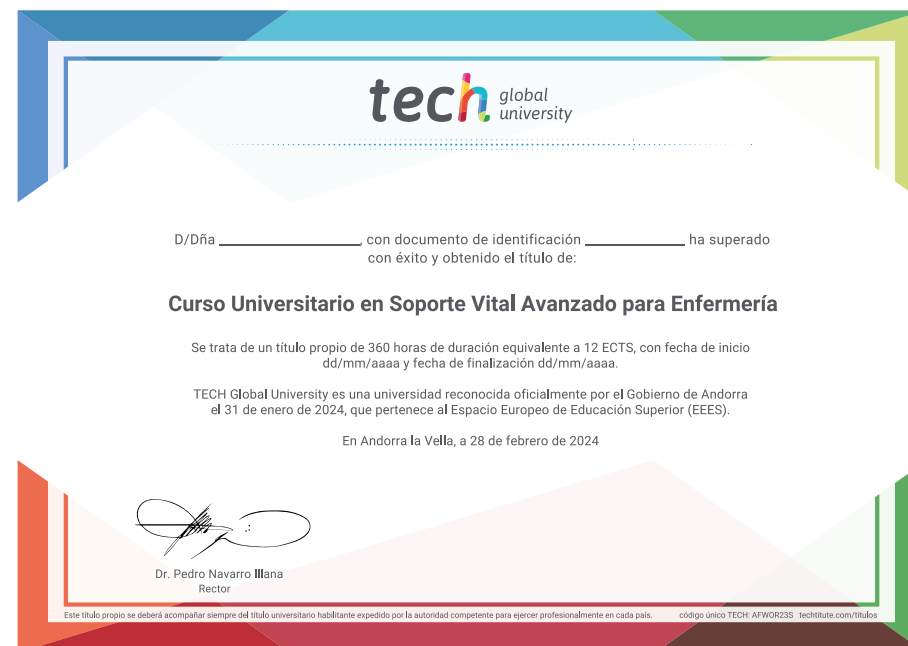 tech global university
D/Dña ____________, con documento de identificación ____________ ha superado
con éxito y obtenido el título de:
Curso Universitario en Soporte Vital Avanzado para Enfermería
Se trata de un título propio de 360 horas de duración equivalente a 12 ECTS, con fecha de inicio
dd/mm/aaaa y fecha de finalización dd/mm/aaaa.
TECH Global University es una universidad reconocida oficialmente por el Gobierno de Andorra
el 31 de enero de 2024, que pertenece al Espacio Europeo de Educación Superior (EEES).
En Andorra la Vella, a 28 de febrero de 2024
Dr. Pedro Navarro Illana
Rector
Este título propio se deberá acompañar siempre del título universitario habilitante expedido por la autoridad competente para ejercer profesionalmente en cada país. código único TECH: AFWOR23S techtitute.com/titulos